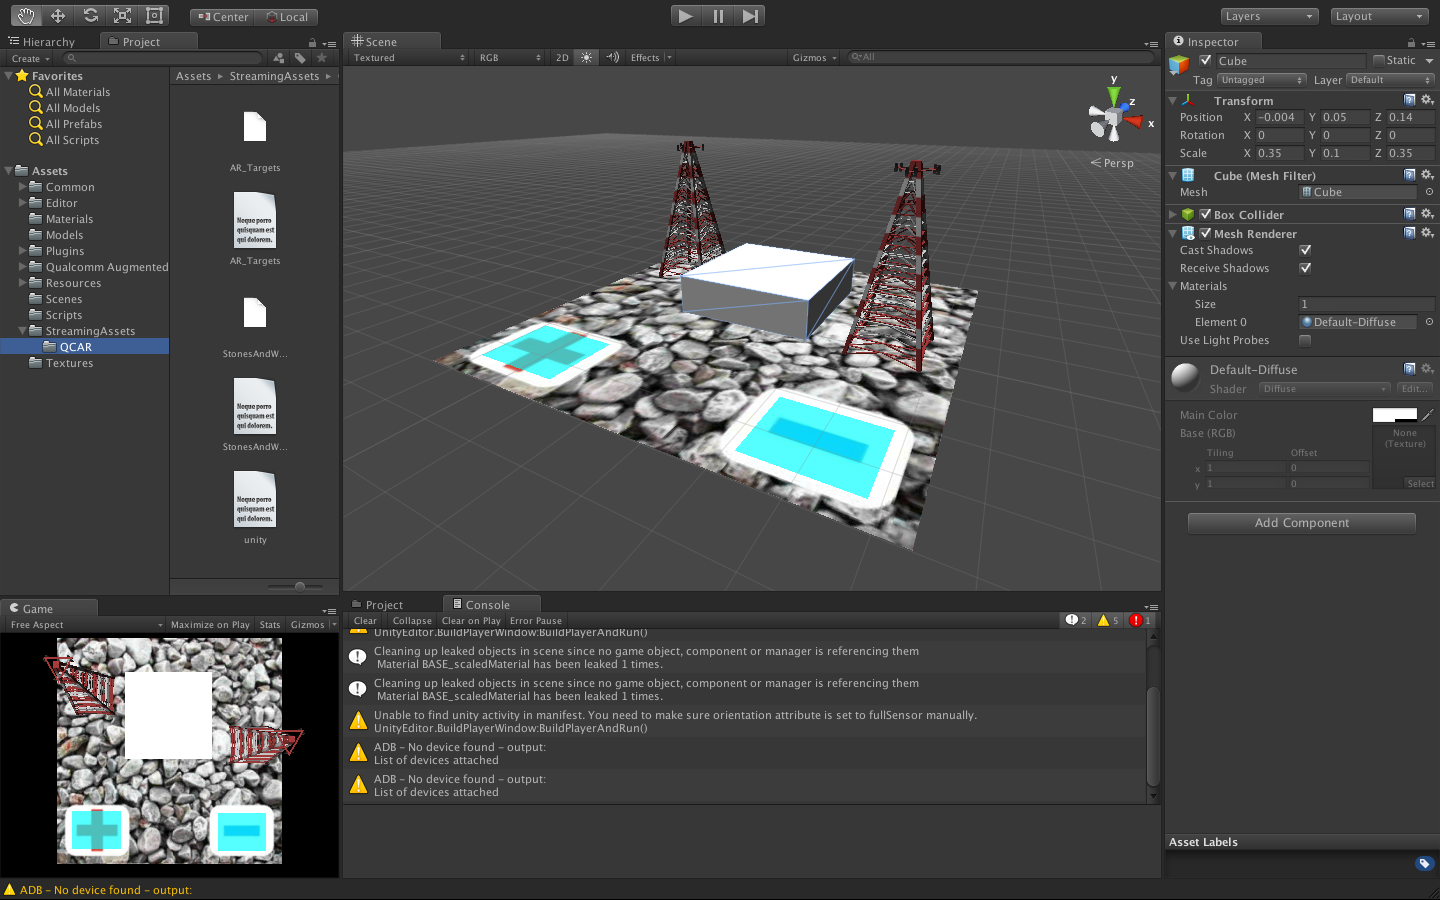 Center Local
Layers Layout
Hierarchy Project
Create
Favorites
All Materials
All Models
All Prefabs
All Scripts
Assets
Common
Editor
Materials
Models
Plugins
Qualcomm Augmented
Resources
Scenes
Scripts
StreamingAssets
QCAR
Textures
Assets StreamingAssets
AR_Targets
Neque porro
quisquam est
qui dolorem.
AR_Targets
StonesAndW...
Neque porro
quisquam est
qui dolorem.
StonesAndW...
Neque porro
quisquam est
qui dolorem.
unity
Scene
Textured RGB 2D Effects Gizmos All
y
z
x
Persp
Game
Free Aspect Maximize on Play Stats Gizmos
Project Console
Clear Collapse Clear on Play Error Pause 2 5 1
UnityEditor.BuildPlayerWindow:BuildPlayerAndRun()
Cleaning up leaked objects in scene since no game object, component or manager is referencing them
Material BASE_scaledMaterial has been leaked 1 times.
Cleaning up leaked objects in scene since no game object, component or manager is referencing them
Material BASE_scaledMaterial has been leaked 1 times.
Unable to find unity activity in manifest. You need to make sure orientation attribute is set to fullSensor manually.
UnityEditor.BuildPlayerWindow:BuildPlayerAndRun()
ADB - No device found - output:
List of devices attached
ADB - No device found - output:
List of devices attached
Inspector
Cube Static
Tag Untagged Layer Default
Transform
Position X -0.004 Y 0.05 Z 0.14
Rotation X 0 Y 0 Z 0
Scale X 0.35 Y 0.1 Z 0.35
Cube (Mesh Filter)
Mesh Cube
Box Collider
Mesh Renderer
Cast Shadows
Receive Shadows
Materials
Size 1
Element 0 Default-Diffuse
Use Light Probes
Default-Diffuse
Shader Diffuse Edit...
Main Color
Base (RGB) None
(Texture)
Tiling Offset
x 1 0
y 1 0 Select
Add Component
Asset Labels
ADB - No device found - output: